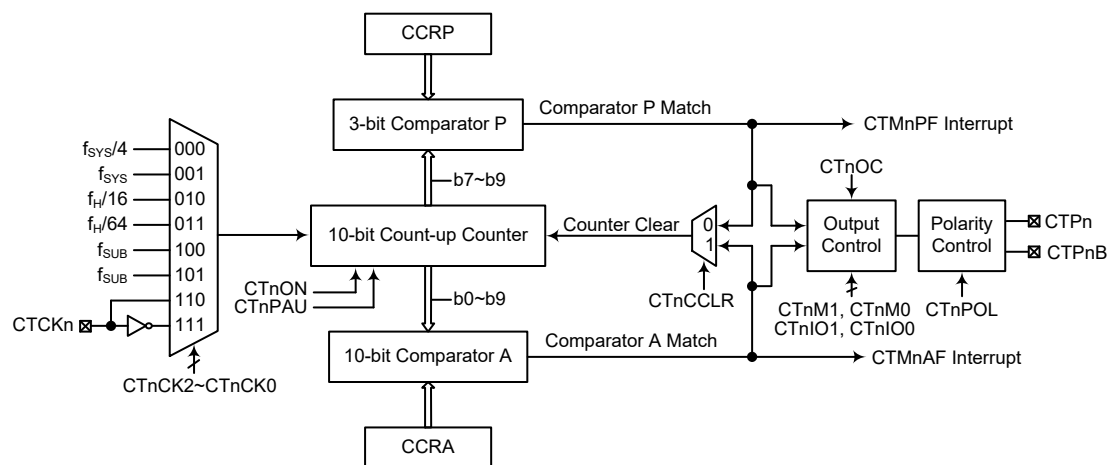 CCRP
3-bit Comparator P
Comparator P Match
CTMnPF Interrupt
b7~b9
fSYS/4
fSYS
fH/16
fH/64
fSUB
fSUB
CTCKn
000
001
010
011
100
101
110
111
CTnCK2~CTnCK0
10-bit Count-up Counter
CTnON
CTnPAU
Counter Clear
0
1
CTnCCLR
CTnOC
Output
Control
CTnM1, CTnM0
CTnIO1, CTnIO0
Polarity
Control
CTnPOL
CTPn
CTPnB
b0~b9
10-bit Comparator A
Comparator A Match
CTMnAF Interrupt
CCRA